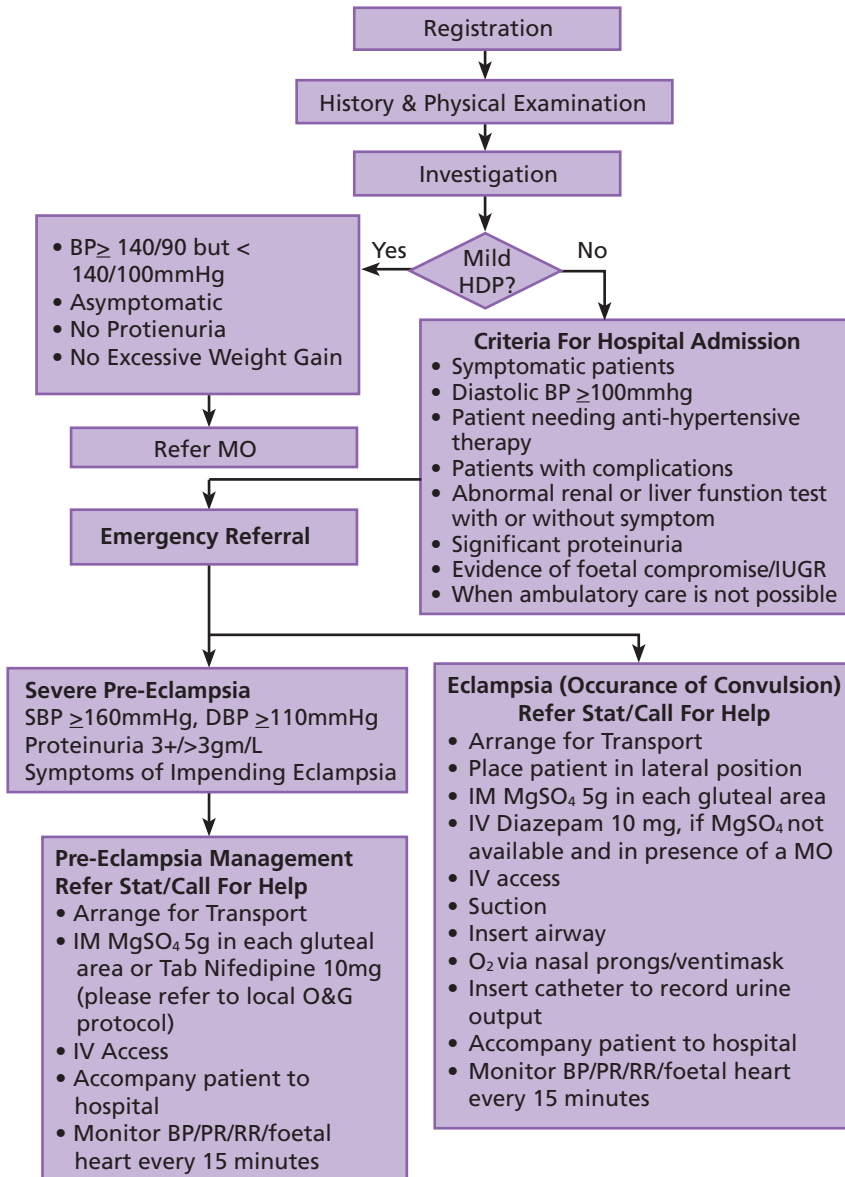 Registration
History & Physical Examination
Investigation
Mild
HDP?
Yes
No
• BP≥ 140/90 but <
140/100mmHg
• Asymptomatic
• No Protienuria
• No Excessive Weight Gain
Refer MO
Criteria For Hospital Admission
• Symptomatic patients
• Diastolic BP ≥100mmhg
• Patient needing anti-hypertensive
therapy
• Patients with complications
• Abnormal renal or liver funstion test
with or without symptom
• Significant proteinuria
• Evidence of foetal compromise/IUGR
• When ambulatory care is not possible
Emergency Referral
Severe Pre-Eclampsia
SBP ≥160mmHg, DBP ≥110mmHg
Proteinuria 3+/>3gm/L
Symptoms of Impending Eclampsia
Pre-Eclampsia Management
Refer Stat/Call For Help
• Arrange for Transport
• IM MgSO₄ 5g in each gluteal
area or Tab Nifedipine 10mg
(please refer to local O&G
protocol)
• IV Access
• Accompany patient to
hospital
• Monitor BP/PR/RR/foetal
heart every 15 minutes
Eclampsia (Occurance of Convulsion)
Refer Stat/Call For Help
• Arrange for Transport
• Place patient in lateral position
• IM MgSO₄ 5g in each gluteal area
• IV Diazepam 10 mg, if MgSO₄ not
available and in presence of a MO
• IV access
• Suction
• Insert airway
• O₂ via nasal prongs/ventimask
• Insert catheter to record urine
output
• Accompany patient to hospital
• Monitor BP/PR/RR/foetal heart
every 15 minutes